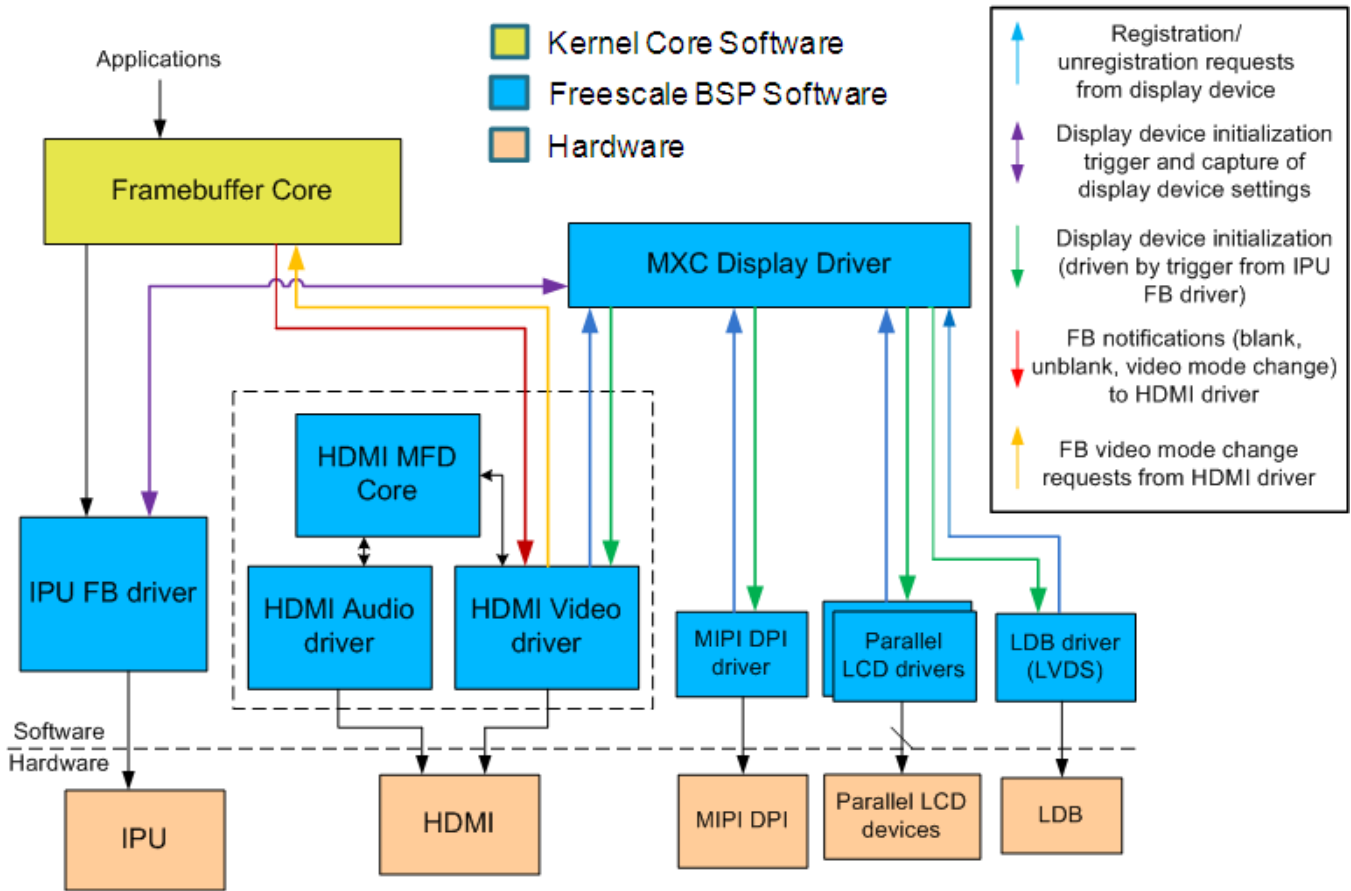 Applications
Kernel Core Software
Freescale BSP Software
Hardware
Registration/
unregistration requests
from display device
Display device initialization
trigger and capture of
display device settings
Display device initialization
(driven by trigger from IPU
FB driver)
FB notifications (blank,
unblank, video mode change)
to HDMI driver
FB video mode change
requests from HDMI driver
Framebuffer Core
MXC Display Driver
HDMI MFD
Core
IPU FB driver
HDMI Audio
driver
HDMI Video
driver
MIPI DPI
driver
Parallel
LCD drivers
LDB driver
(LVDS)
Software
Hardware
IPU
HDMI
MIPI DPI
Parallel LCD
devices
LDB